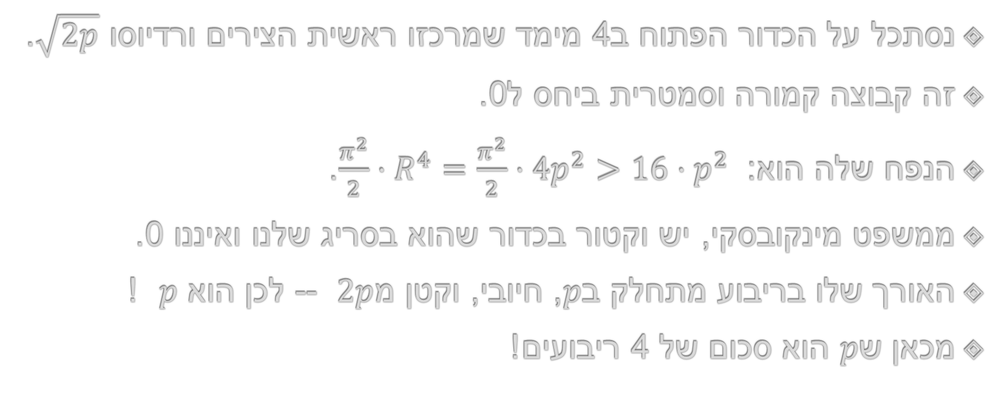 ❖ נסתכל על הכדור הפתוח ב4 מימד שמרכזו ראשית הצירים ורדיוסו $\sqrt{2p}$.
❖ זה קבוצה קמורה וסמטרית ביחס ל0.
❖ הנפח שלה הוא: $\frac{\pi^2}{2} \cdot R^4 = \frac{\pi^2}{2} \cdot 4p^2 > 16 \cdot p^2$.
❖ ממשפט מינקובסקי, יש וקטור בכדור שהוא בסריג שלנו ואיננו 0.
❖ האורך שלו בריבוע מתחלק בp, חיובי, וקטן מ2p -- לכן הוא p !
❖ מכאן שp הוא סכום של 4 ריבועים!